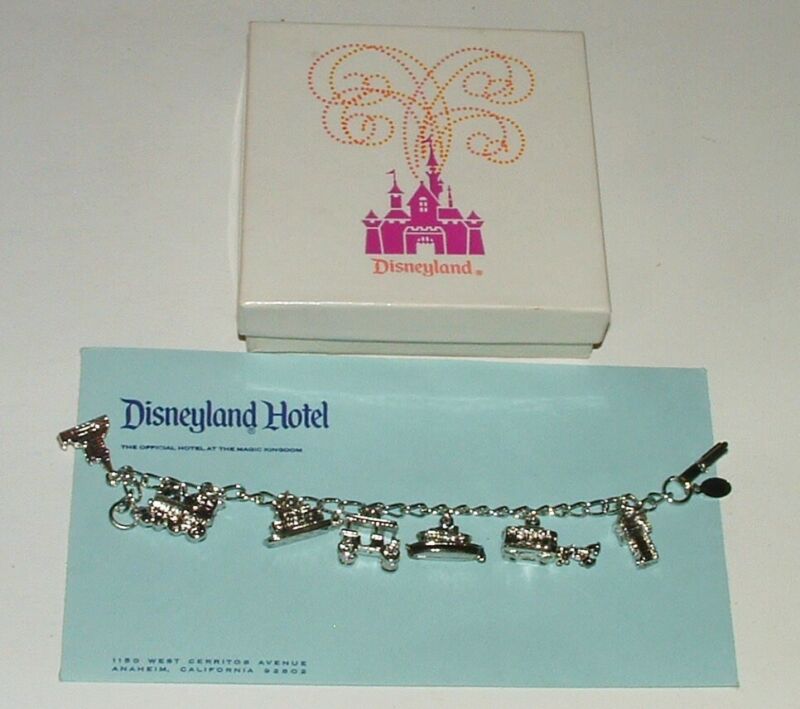 Disneyland®
Disneyland® Hotel
THE OFFICIAL HOTEL AT THE MAGIC KINGDOM
1150 WEST CERRITOS AVENUE
ANAHEIM, CALIFORNIA 92802